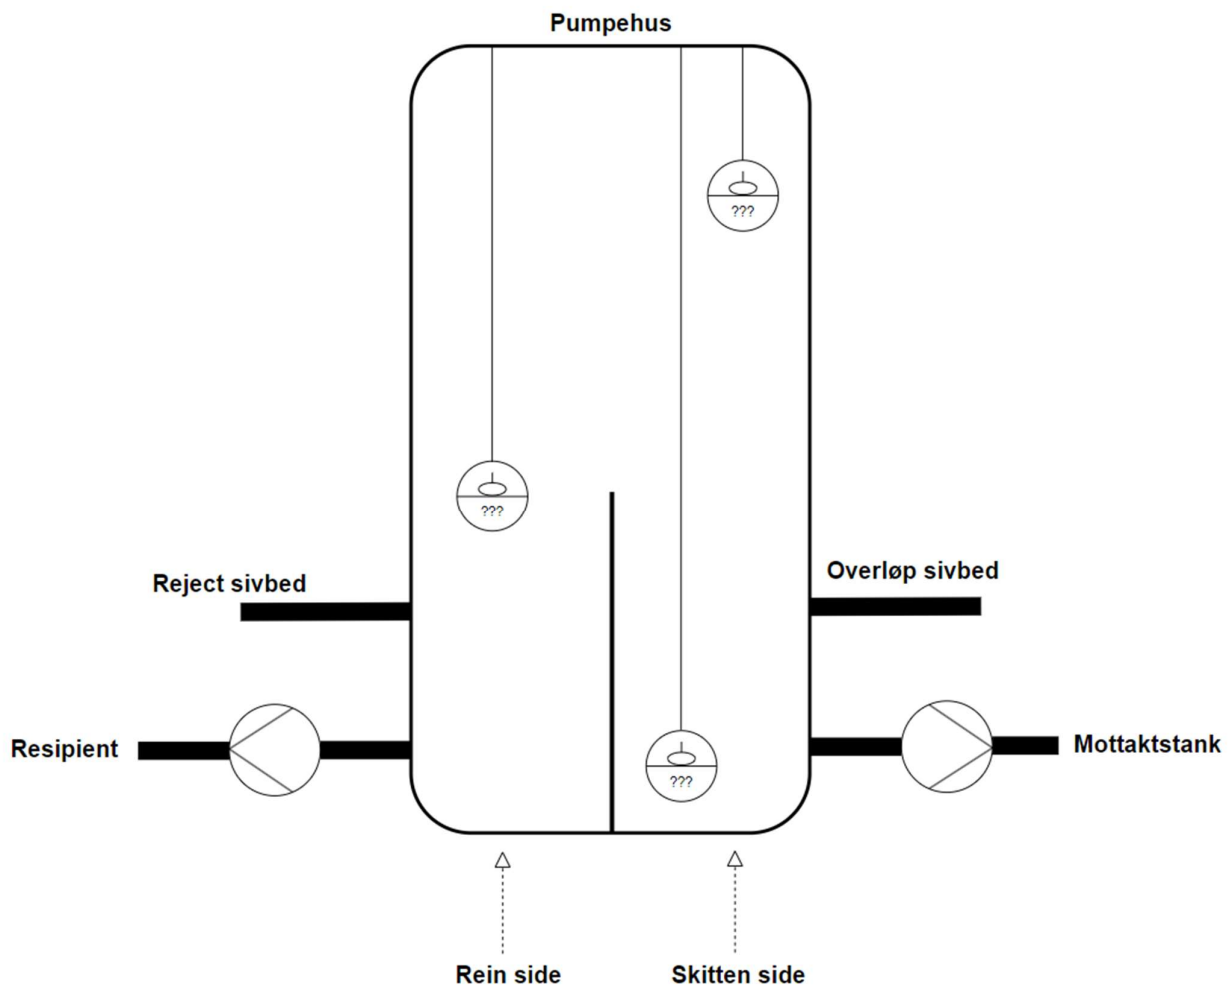 Pumpehus
???
???
Reject sivbed
Overløp sivbed
Resipient
Mottaktstank
???
Rein side
Skitten side